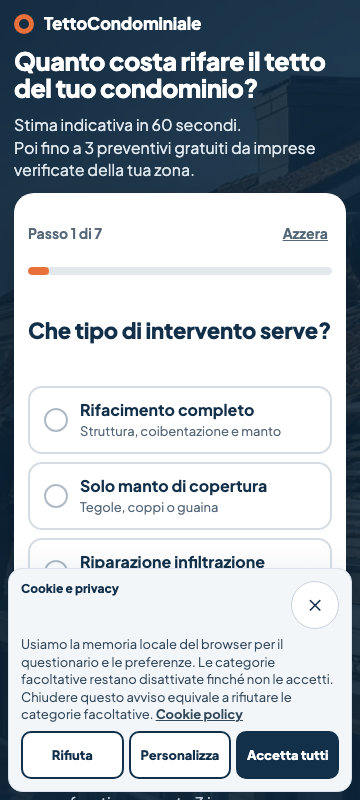 TettoCondominiale
Quanto costa rifare il tetto
del tuo condominio?
Stima indicativa in 60 secondi.
Poi fino a 3 preventivi gratuiti da imprese
verificate della tua zona.
Passo 1 di 7
Azzera
Che tipo di intervento serve?
Rifacimento completo
Struttura, coibentazione e manto
Solo manto di copertura
Tegole, coppi o guaina
Riparazione infiltrazione
Cookie e privacy
Usiamo la memoria locale del browser per il
questionario e le preferenze. Le categorie
facoltative restano disattivate finché non le accetti.
Chiudere questo avviso equivale a rifiutare le
categorie facoltative. Cookie policy
Rifiuta
Personalizza
Accetta tutti